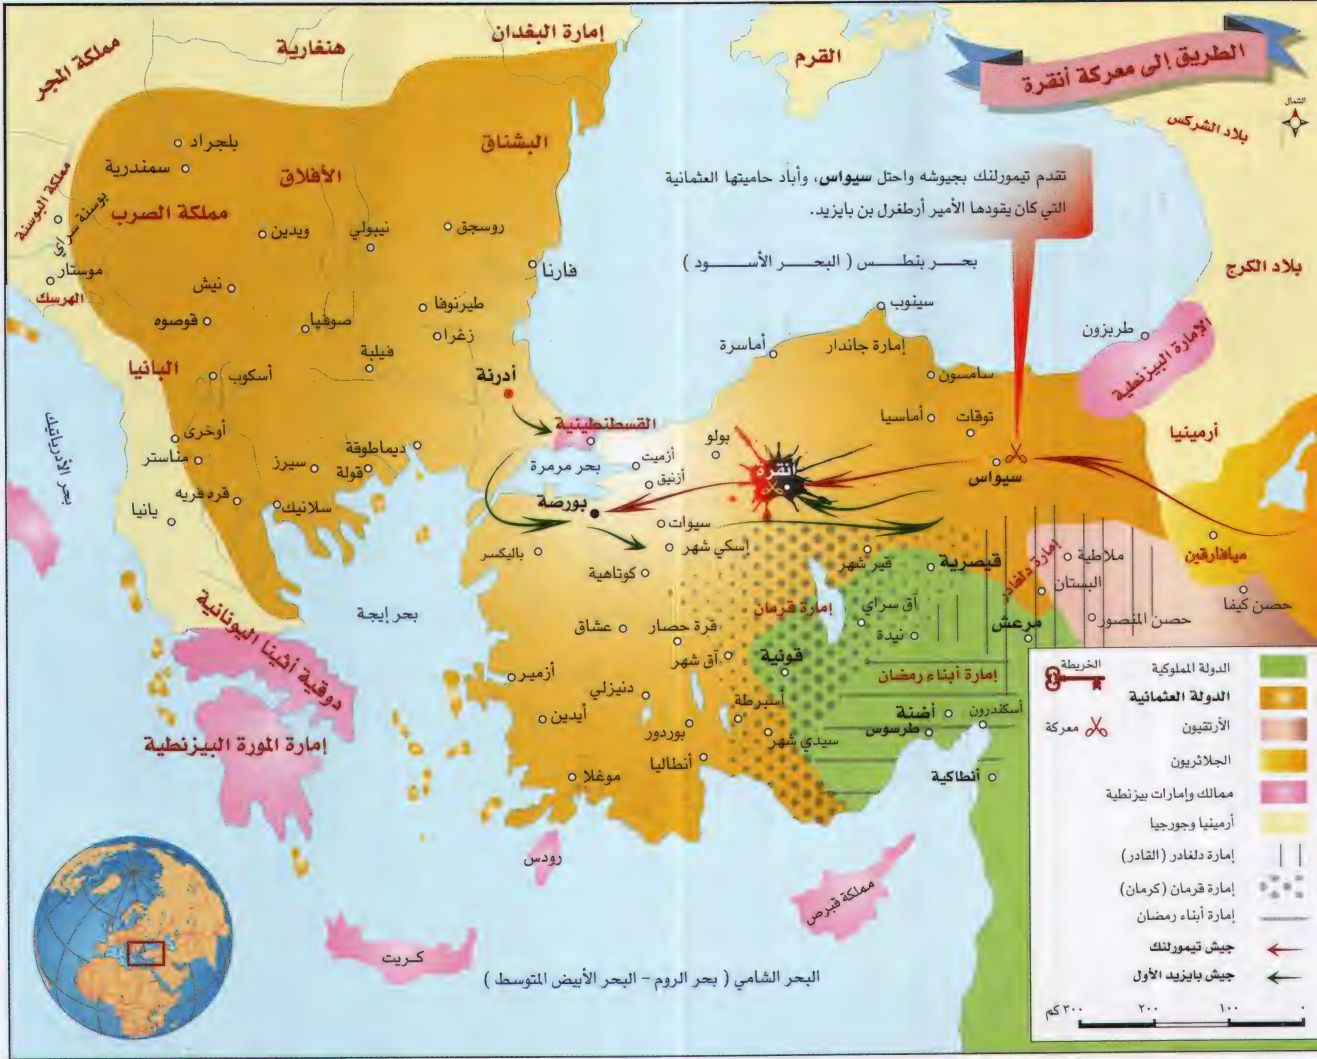 الطريق إلى معركة أنقرة
الشمال
مملكة المجر
هنغارية
إمارة البغدان
القرم
بلاد الشركس
بلاد الكرج
تقدم تيمورلنك بجيوشه واحتل سيواس، وأباد حاميتها العثمانية
التي كان يقودها الأمير أرطغرل بن بايزيد.
بحر بنطس ( البحر الأسود )
البشناق
بلجراد
سمندرية
الأفلاق
مملكة الصرب
مملكة البوسنة
بوسنة سراي
موستار
الهرسك
ويدين
نيبولي
روسجق
فارنا
نيش
طيرنوفا
قوصوه
صوفيا
زغرا
فيلبة
ألبانيا
أسكوب
أدرنة
بحر الأدرياتيك
أوخرى
مناستر
سيرز
قولة
ديماطوقة
قره فريه
سلانيك
يانيا
القسطنطينية
بحر مرمرة
أزميت
أزنيق
بولو
أنقرة
بورصة
سيوات
إسكي شهر
باليكسر
كوتاهية
سينوب
إمارة جاندار
أماسرة
سامسون
أماسيا
توقات
سيواس
طربزون
الإمارة البيزنطية
أرمينيا
ميافارقين
حصن كيفا
ملاطية
البستان
حصن المنصور
إمارة دلغادر
قيصرية
قير شهر
مرعش
إمارة قرمان
آق سراي
نيدة
قونية
إمارة أبناء رمضان
أضنة
طرسوس
أسكندرون
أنطاكية
بحر إيجة
عشاق
قرة حصار
آق شهر
أزمير
دنيزلي
أسبرطة
أيدين
بوردور
سيدي شهر
أنطاليا
موغلا
دوقية أثينا اليونانية
إمارة المورة البيزنطية
رودس
كريت
مملكة قبرص
البحر الشامي ( بحر الروم – البحر الأبيض المتوسط )
الخريطة
الدولة المملوكية
الدولة العثمانية
الأرتقيون
معركة
الجلائريون
ممالك وإمارات بيزنطية
أرمينيا وجورجيا
إمارة دلغادر (القادر)
إمارة قرمان (كرمان)
إمارة أبناء رمضان
جيش تيمورلنك
جيش بايزيد الأول
٠ ١٠٠ ٢٠٠ ٣٠٠ كم